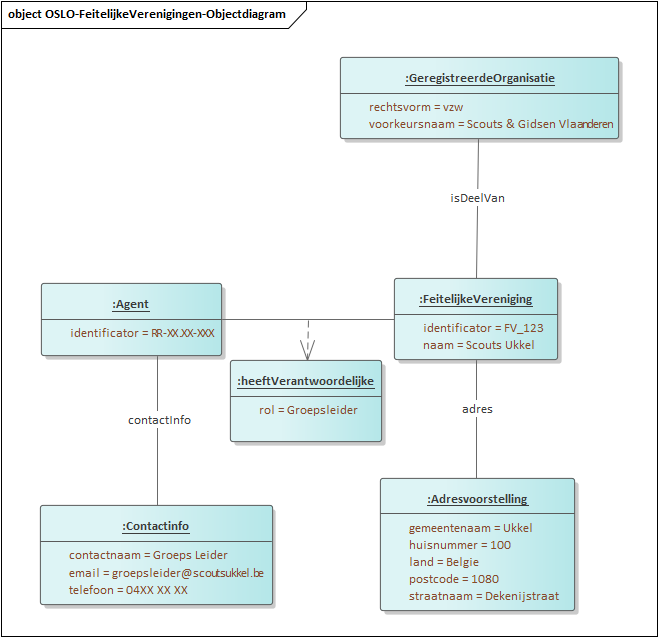 object OSLO-FeitelijkeVerenigingen-Objectdiagram
:GeregistreerdeOrganisatie
rechtsvorm = vzw
voorkeursnaam = Scouts & Gidsen Vlaanderen
isDeelVan
:Agent
identificator = RR-XX.XX-XXX
:FeitelijkeVereniging
identificator = FV_123
naam = Scouts Ukkel
:heeftVerantwoordelijke
rol = Groepsleider
contactInfo
adres
:Contactinfo
contactnaam = Groeps Leider
email = groepsleider@scoutsukkel.be
telefoon = 04XX XX XX
:Adresvoorstelling
gemeentenaam = Ukkel
huisnummer = 100
land = Belgie
postcode = 1080
straatnaam = Dekenijstraat